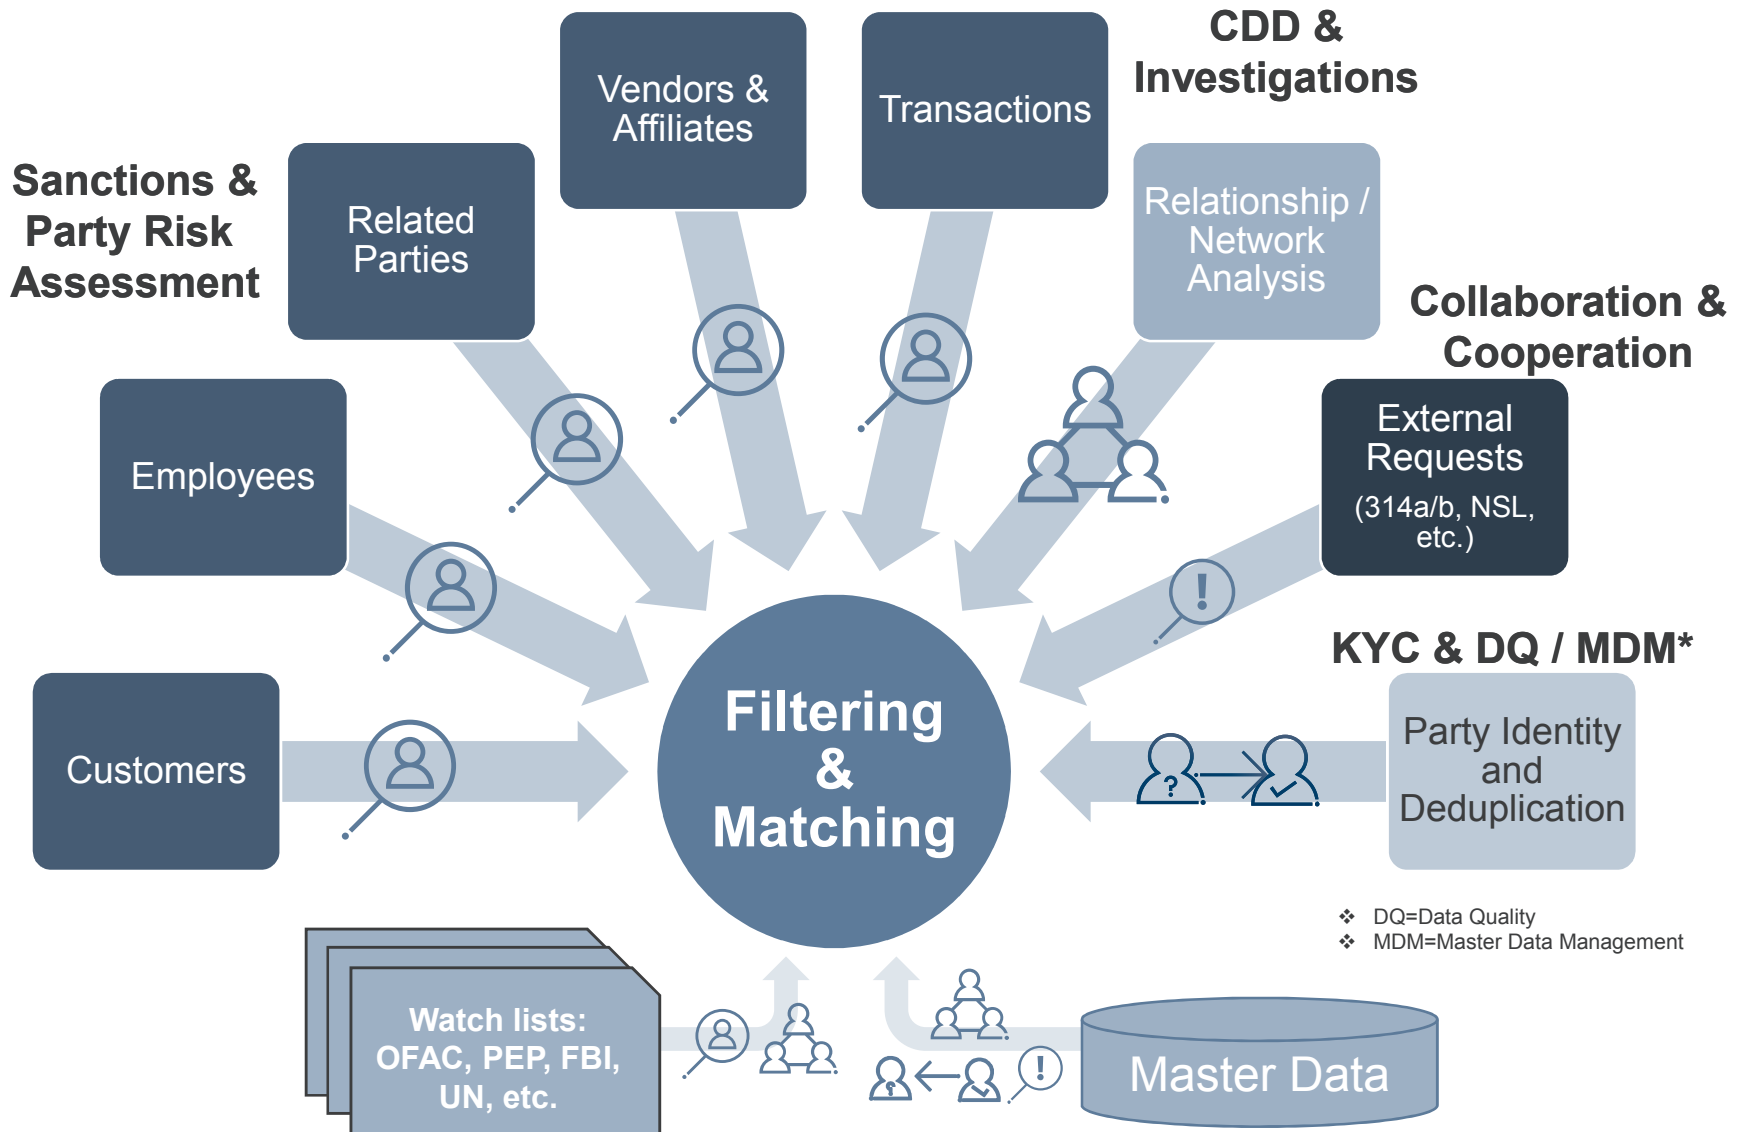 CDD &
Investigations
Vendors &
Affiliates
Transactions
Sanctions &
Party Risk
Assessment
Related
Parties
Relationship /
Network
Analysis
Collaboration &
Cooperation
Employees
External
Requests
(314a/b, NSL,
etc.)
!
KYC & DQ / MDM*
Customers
Filtering
&
Matching
?
Party Identity
and
Deduplication
❖ DQ=Data Quality
❖ MDM=Master Data Management
Watch lists:
OFAC, PEP, FBI,
UN, etc.
?
!
Master Data